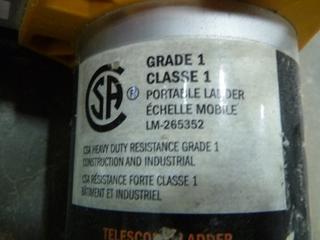 GRADE 1
CLASSE 1
PORTABLE LADDER
ÉCHELLE MOBILE
LM-265352
CSA
CSA HEAVY DUTY RESISTANCE GRADE 1
CONSTRUCTION AND INDUSTRIAL
CSA RÉSISTANCE FORTE CLASSE 1
BÂTIMENT ET INDUSTRIEL
LADDER